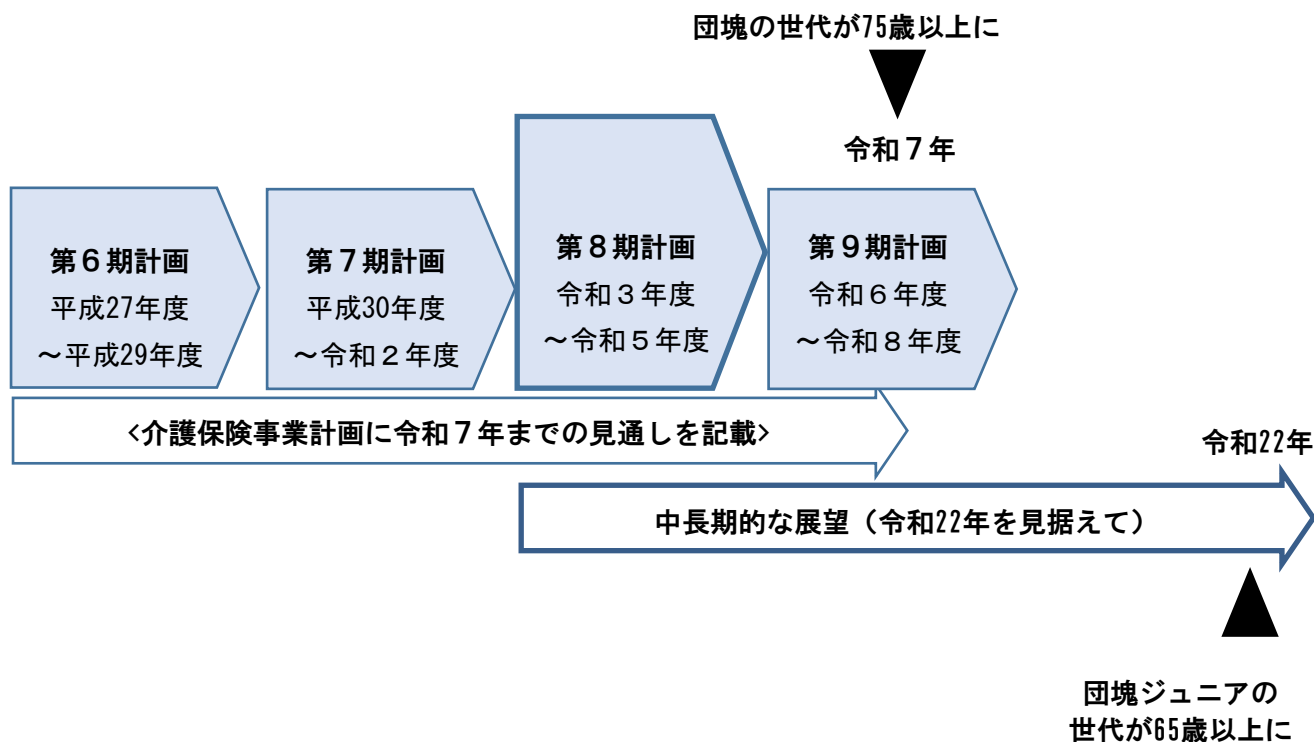 団塊の世代が75歳以上に
令和７年
第６期計画
平成27年度
～平成29年度
第７期計画
平成30年度
～令和２年度
第８期計画
令和３年度
～令和５年度
第９期計画
令和６年度
～令和８年度
<介護保険事業計画に令和７年までの見通しを記載>
令和22年
中長期的な展望（令和22年を見据えて）
団塊ジュニアの
世代が65歳以上に